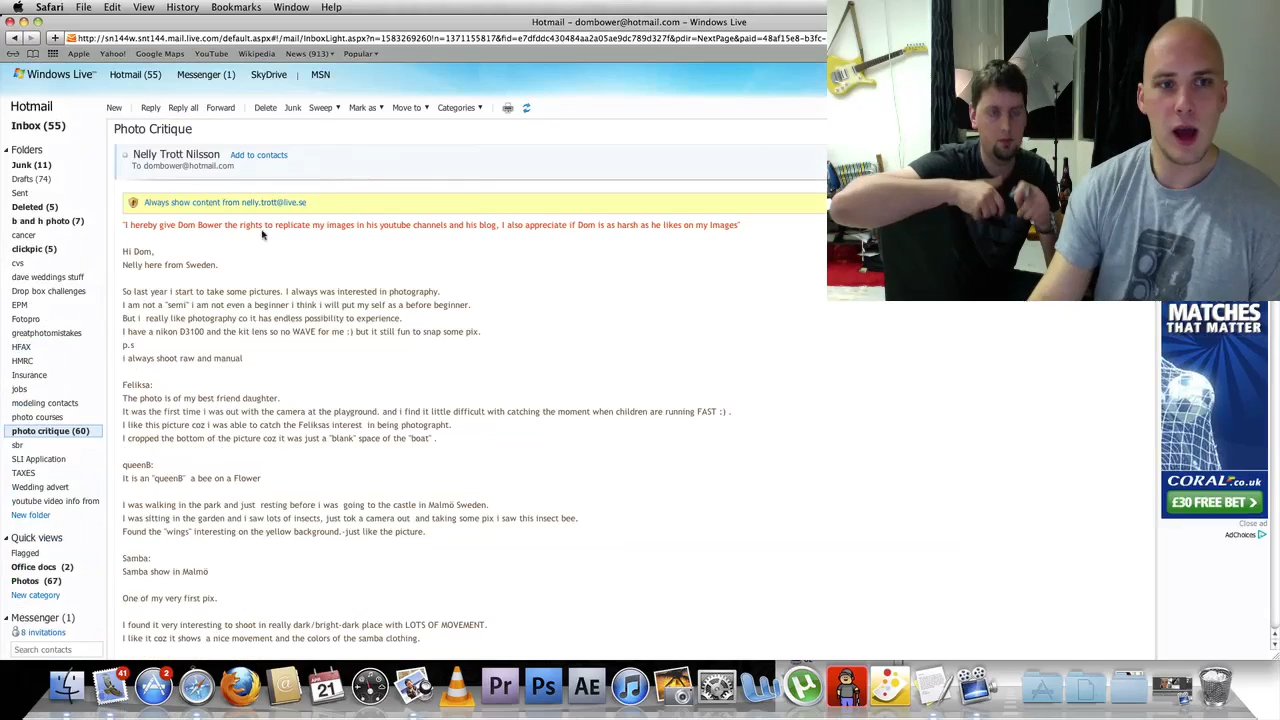 Safari File Edit View History Bookmarks Window Help
Hotmail - dombower@hotmail.com - Windows Live
Yahoo! Google Maps YouTube Wikipedia News (913) Popular
Apple
Windows Live™ Hotmail (55) Messenger (1) SkyDrive MSN
Hotmail
New Reply Reply all Forward Delete Junk Sweep Mark as Move to Categories
Inbox (55)
Folders
Junk (11)
Drafts (74)
Sent
Deleted (5)
b and h photo (7)
cancer
clickpic (5)
cvs
dave weddings stuff
Drop box challenges
EPM
Fotopro
greatphotomistakes
HFAX
HMRC
Insurance
jobs
modeling contacts
photo courses
photo critique (60)
sbr
SLI Application
TAXES
Wedding advert
youtube video info from
New folder
Quick views
Flagged
Office docs (2)
Photos (67)
New category
Messenger (1)
8 invitations
Search contacts
Photo Critique
Nelly Trott Nilsson Add to contacts
To dombower@hotmail.com
Always show content from nelly.trott@live.se
"I hereby give Dom Bower the rights to replicate my images in his youtube channels and his blog, I also appreciate if Dom is as harsh as he likes on my Images"
Hi Dom,
Nelly here from Sweden.
So last year i start to take some pictures. I always was interested in photography.
I am not a "semi" i am not even a beginner i think i will put my self as a before beginner.
But i really like photography co it has endless possibility to experience.
I have a nikon D3100 and the kit lens so no WAVE for me :) but it still fun to snap some pix.
p.s
i always shoot raw and manual
Feliksa:
The photo is of my best friend daughter.
It was the first time i was out with the camera at the playground. and i find it little difficult with catching the moment when children are running FAST :) .
I like this picture coz i was able to catch the Feliksas interest in being photographt.
I cropped the bottom of the picture coz it was just a "blank" space of the "boat" .
queenB:
It is an "queenB" a bee on a Flower
I was walking in the park and just resting before i was going to the castle in Malmö Sweden.
I was sitting in the garden and i saw lots of insects, just tok a camera out and taking some pix i saw this insect bee.
Found the "wings" interesting on the yellow background.-just like the picture.
Samba:
Samba show in Malmö
One of my very first pix.
I found it very interesting to shoot in really dark/bright-dark place with LOTS OF MOVEMENT.
I like it coz it shows a nice movement and the colors of the samba clothing.
MATCHES
THAT MATTER
CORAL.co.uk
£30 FREE BET >
Close ad
AdChoices
41
2
APR
21
Pr
Ps
AE